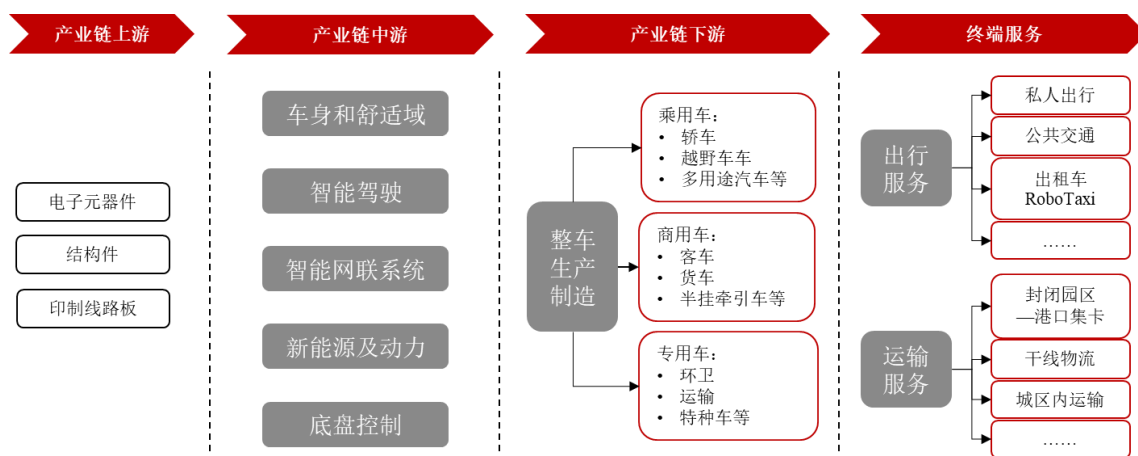 产业链上游
产业链中游
产业链下游
终端服务
电子元器件
结构件
印制线路板
车身和舒适域
智能驾驶
智能网联系统
新能源及动力
底盘控制
整车
生产
制造
乘用车：
• 轿车
• 越野车车
• 多用途汽车等
商用车：
• 客车
• 货车
• 半挂牵引车等
专用车：
• 环卫
• 运输
• 特种车等
出行
服务
私人出行
公共交通
出租车
RoboTaxi
……
运输
服务
封闭园区
—港口集卡
干线物流
城区内运输
……